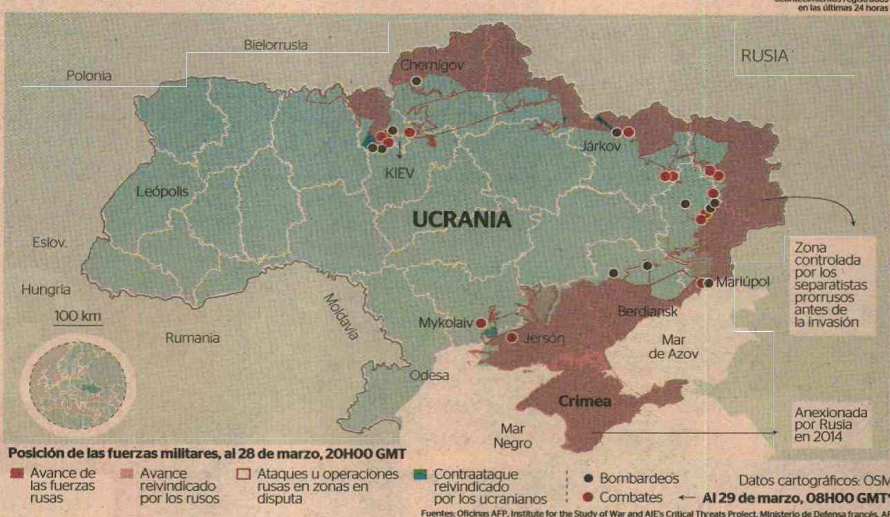 acontecimientos registrados
en las últimas 24 horas
Bielorrusia
Polonia
RUSIA
Chernígov
Járkov
KIEV
Leópolis
UCRANIA
Eslov.
Hungría
Zona
controlada
por los
separatistas
prorrusos
antes de
la invasión
Mariúpol
Berdiansk
Moldavia
100 km
Rumania
Mykolaiv
Jersón
Mar
de Azov
Odesa
Crimea
Mar
Negro
Anexionada
por Rusia
en 2014
Posición de las fuerzas militares, al 28 de marzo, 20H00 GMT
Avance de
las fuerzas
rusas
Avance
reivindicado
por los rusos
Ataques u operaciones
rusas en zonas en
disputa
Contraataque
reivindicado
por los ucranianos
Bombardeos
Combates
Datos cartográficos: OSM
← Al 29 de marzo, 08H00 GMT*
Fuentes: Oficinas AFP, Institute for the Study of War and AIE's Critical Threats Project, Ministerio de Defensa francés,